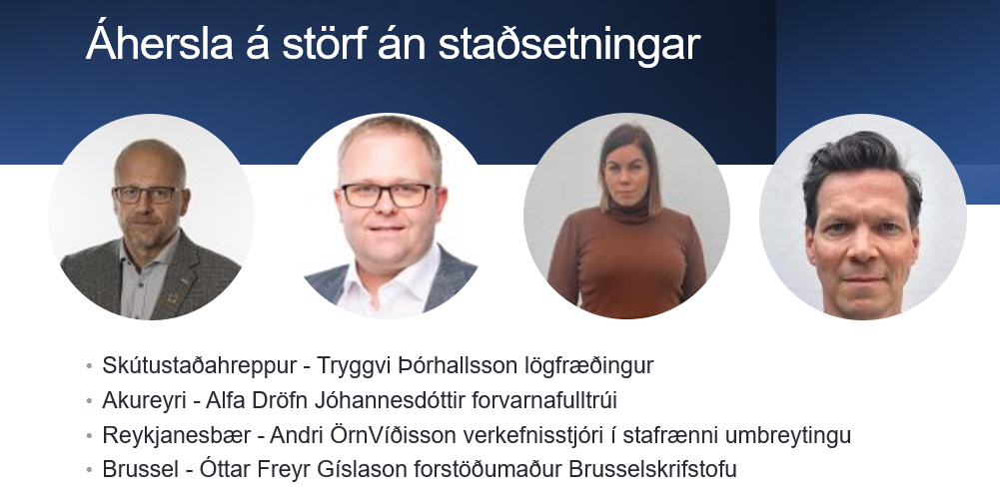 Áhersla á störf án staðsetningar
• Skútustaðahreppur - Tryggvi Þórhallsson lögfræðingur
• Akureyri - Alfa Dröfn Jóhannesdóttir forvarnafulltrúi
• Reykjanesbær - Andri ÖrnVíðisson verkefnisstjóri í stafrænni umbreytingu
• Brussel - Óttar Freyr Gíslason forstöðumaður Brusselskrifstofu